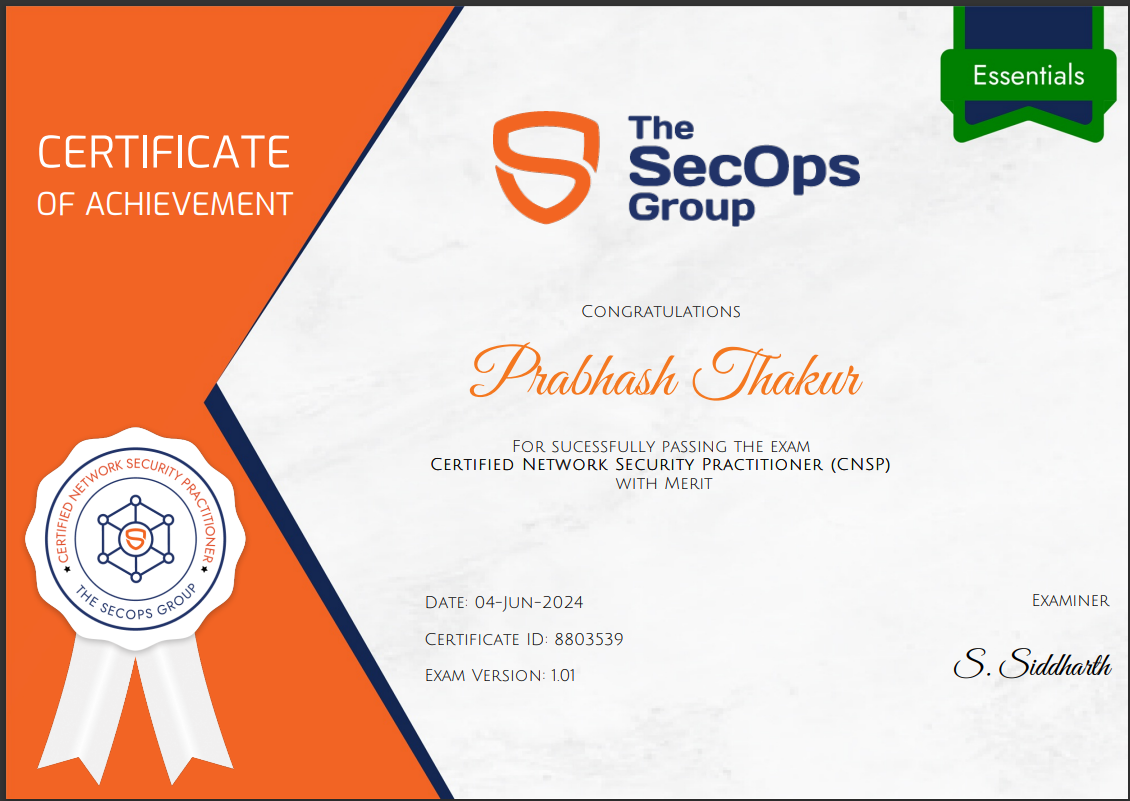 Essentials
CERTIFICATE
OF ACHIEVEMENT
The
SecOps
Group
CONGRATULATIONS
Prabhash Thakur
FOR SUCESSFULLY PASSING THE EXAM
CERTIFIED NETWORK SECURITY PRACTITIONER (CNSP)
WITH MERIT
CERTIFIED NETWORK SECURITY PRACTITIONER
THE SECOPS GROUP
DATE: 04-JUN-2024
CERTIFICATE ID: 8803539
EXAM VERSION: 1.01
EXAMINER
S. Siddharth